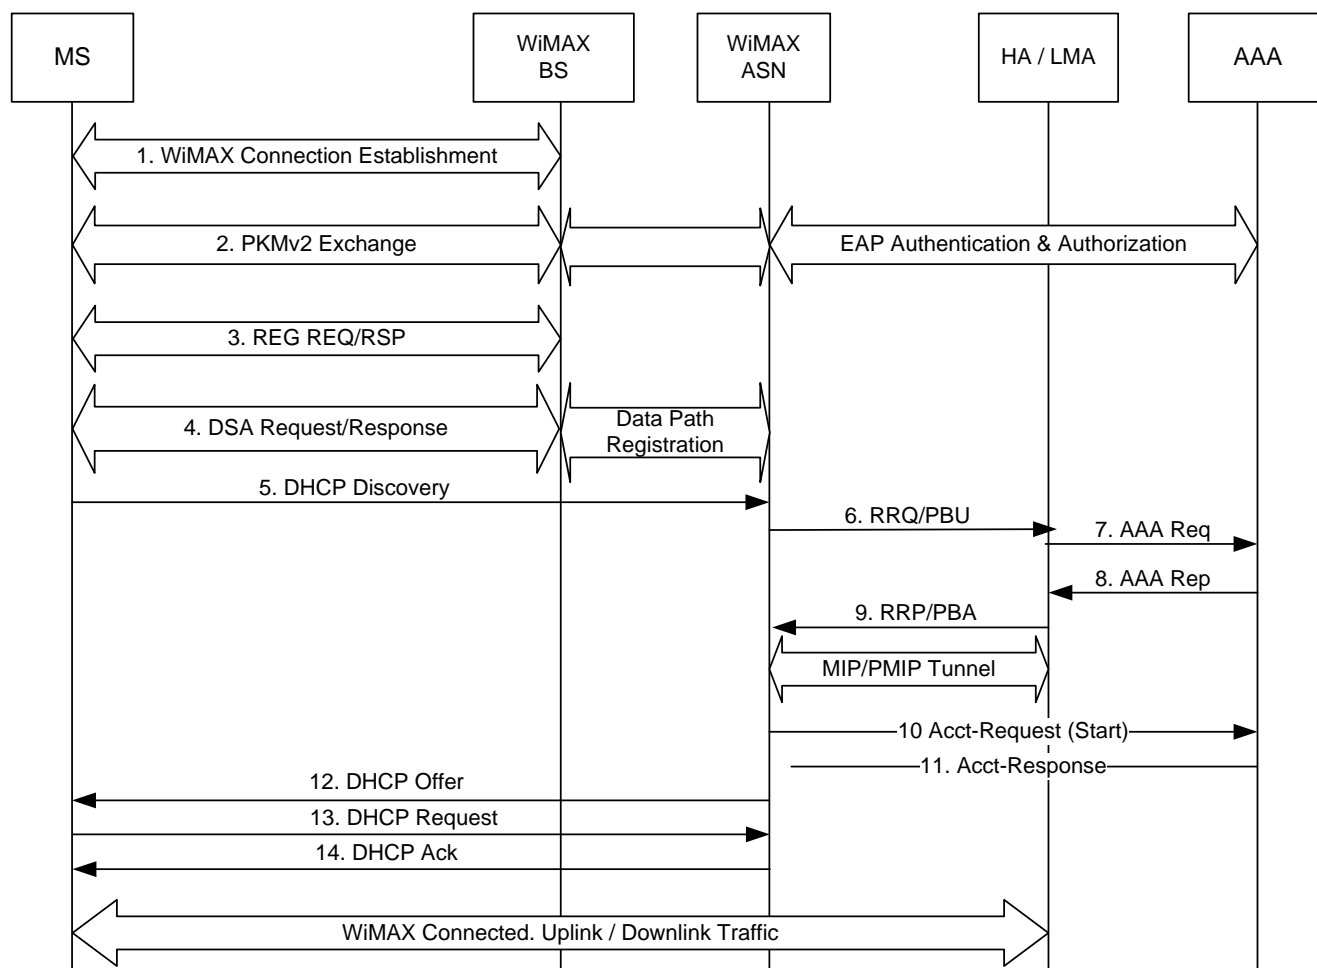 MS
WiMAX
BS
WiMAX
ASN
HA / LMA
AAA
1. WiMAX Connection Establishment
2. PKMv2 Exchange
EAP Authentication & Authorization
3. REG REQ/RSP
4. DSA Request/Response
Data Path
Registration
5. DHCP Discovery
6. RRQ/PBU
7. AAA Req
8. AAA Rep
9. RRP/PBA
MIP/PMIP Tunnel
10 Acct-Request (Start)
11. Acct-Response
12. DHCP Offer
13. DHCP Request
14. DHCP Ack
WiMAX Connected. Uplink / Downlink Traffic